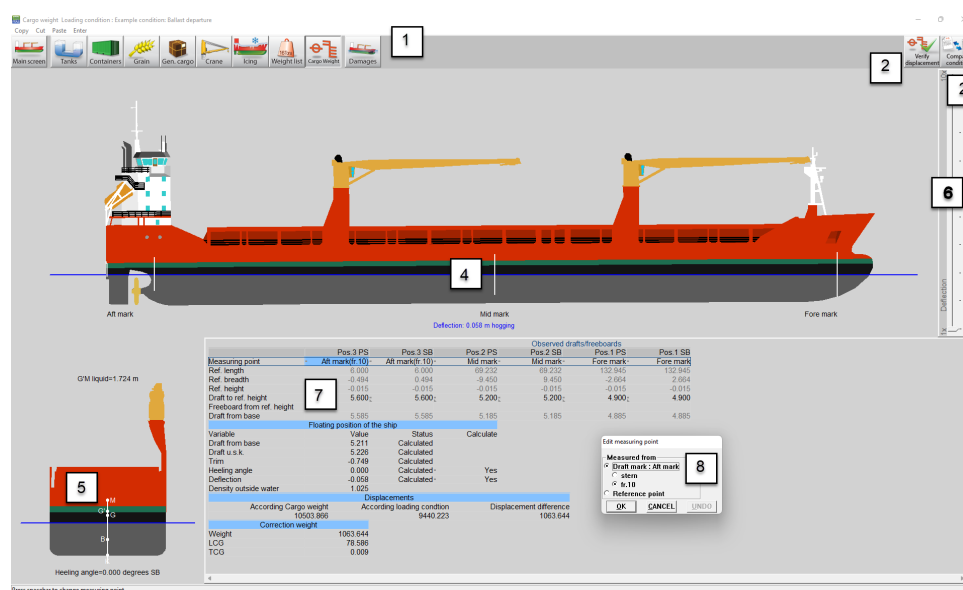 Cargo weight Loading condition : Example condition: Ballast departure
Copy Cut Paste Enter
Main screen Tanks Containers Grain Gen. cargo Crane Icing Weight list Cargo Weight Damages
1
Verify displacement
2
2
6
Deflection
1x
4
Aft mark Mid mark Fore mark
Deflection: 0.058 m hogging
Observed drafts/freeboards
Pos.3 PS Pos.3 SB Pos.2 PS Pos.2 SB Pos.1 PS Pos.1 SB
Measuring point Aft mark(fr.10) Aft mark(fr.10) Mid mark Mid mark Fore mark Fore mark
Ref. length 6.000 6.000 69.232 69.232 132.945 132.945
Ref. breadth -0.494 0.494 -9.450 9.450 -2.664 2.664
Ref. height -0.015 -0.015 -0.015 -0.015 -0.015 -0.015
Draft to ref. height 5.600 5.600 5.200 5.200 4.900 4.900
Freeboard from ref. height
Draft from base 5.585 5.585 5.185 5.185 4.885 4.885
7
Floating position of the ship
Variable Value Status Calculate
Draft from base 5.211 Calculated
Draft u.s.k. 5.226 Calculated
Trim -0.749 Calculated
Heeling angle 0.000 Calculated Yes
Deflection -0.058 Calculated Yes
Density outside water 1.025
Displacements
According Cargo weight According loading condtion Displacement difference
10503.866 9440.223 1063.644
Correction weight
Weight 1063.644
LCG 78.586
TCG 0.009
G'M liquid=1.724 m
5
M
G'
G
B
Heeling angle=0.000 degrees SB
Edit measuring point
Measured from
Draft mark : Aft mark
stern
fr.10
Reference point
OK CANCEL UNDO
8